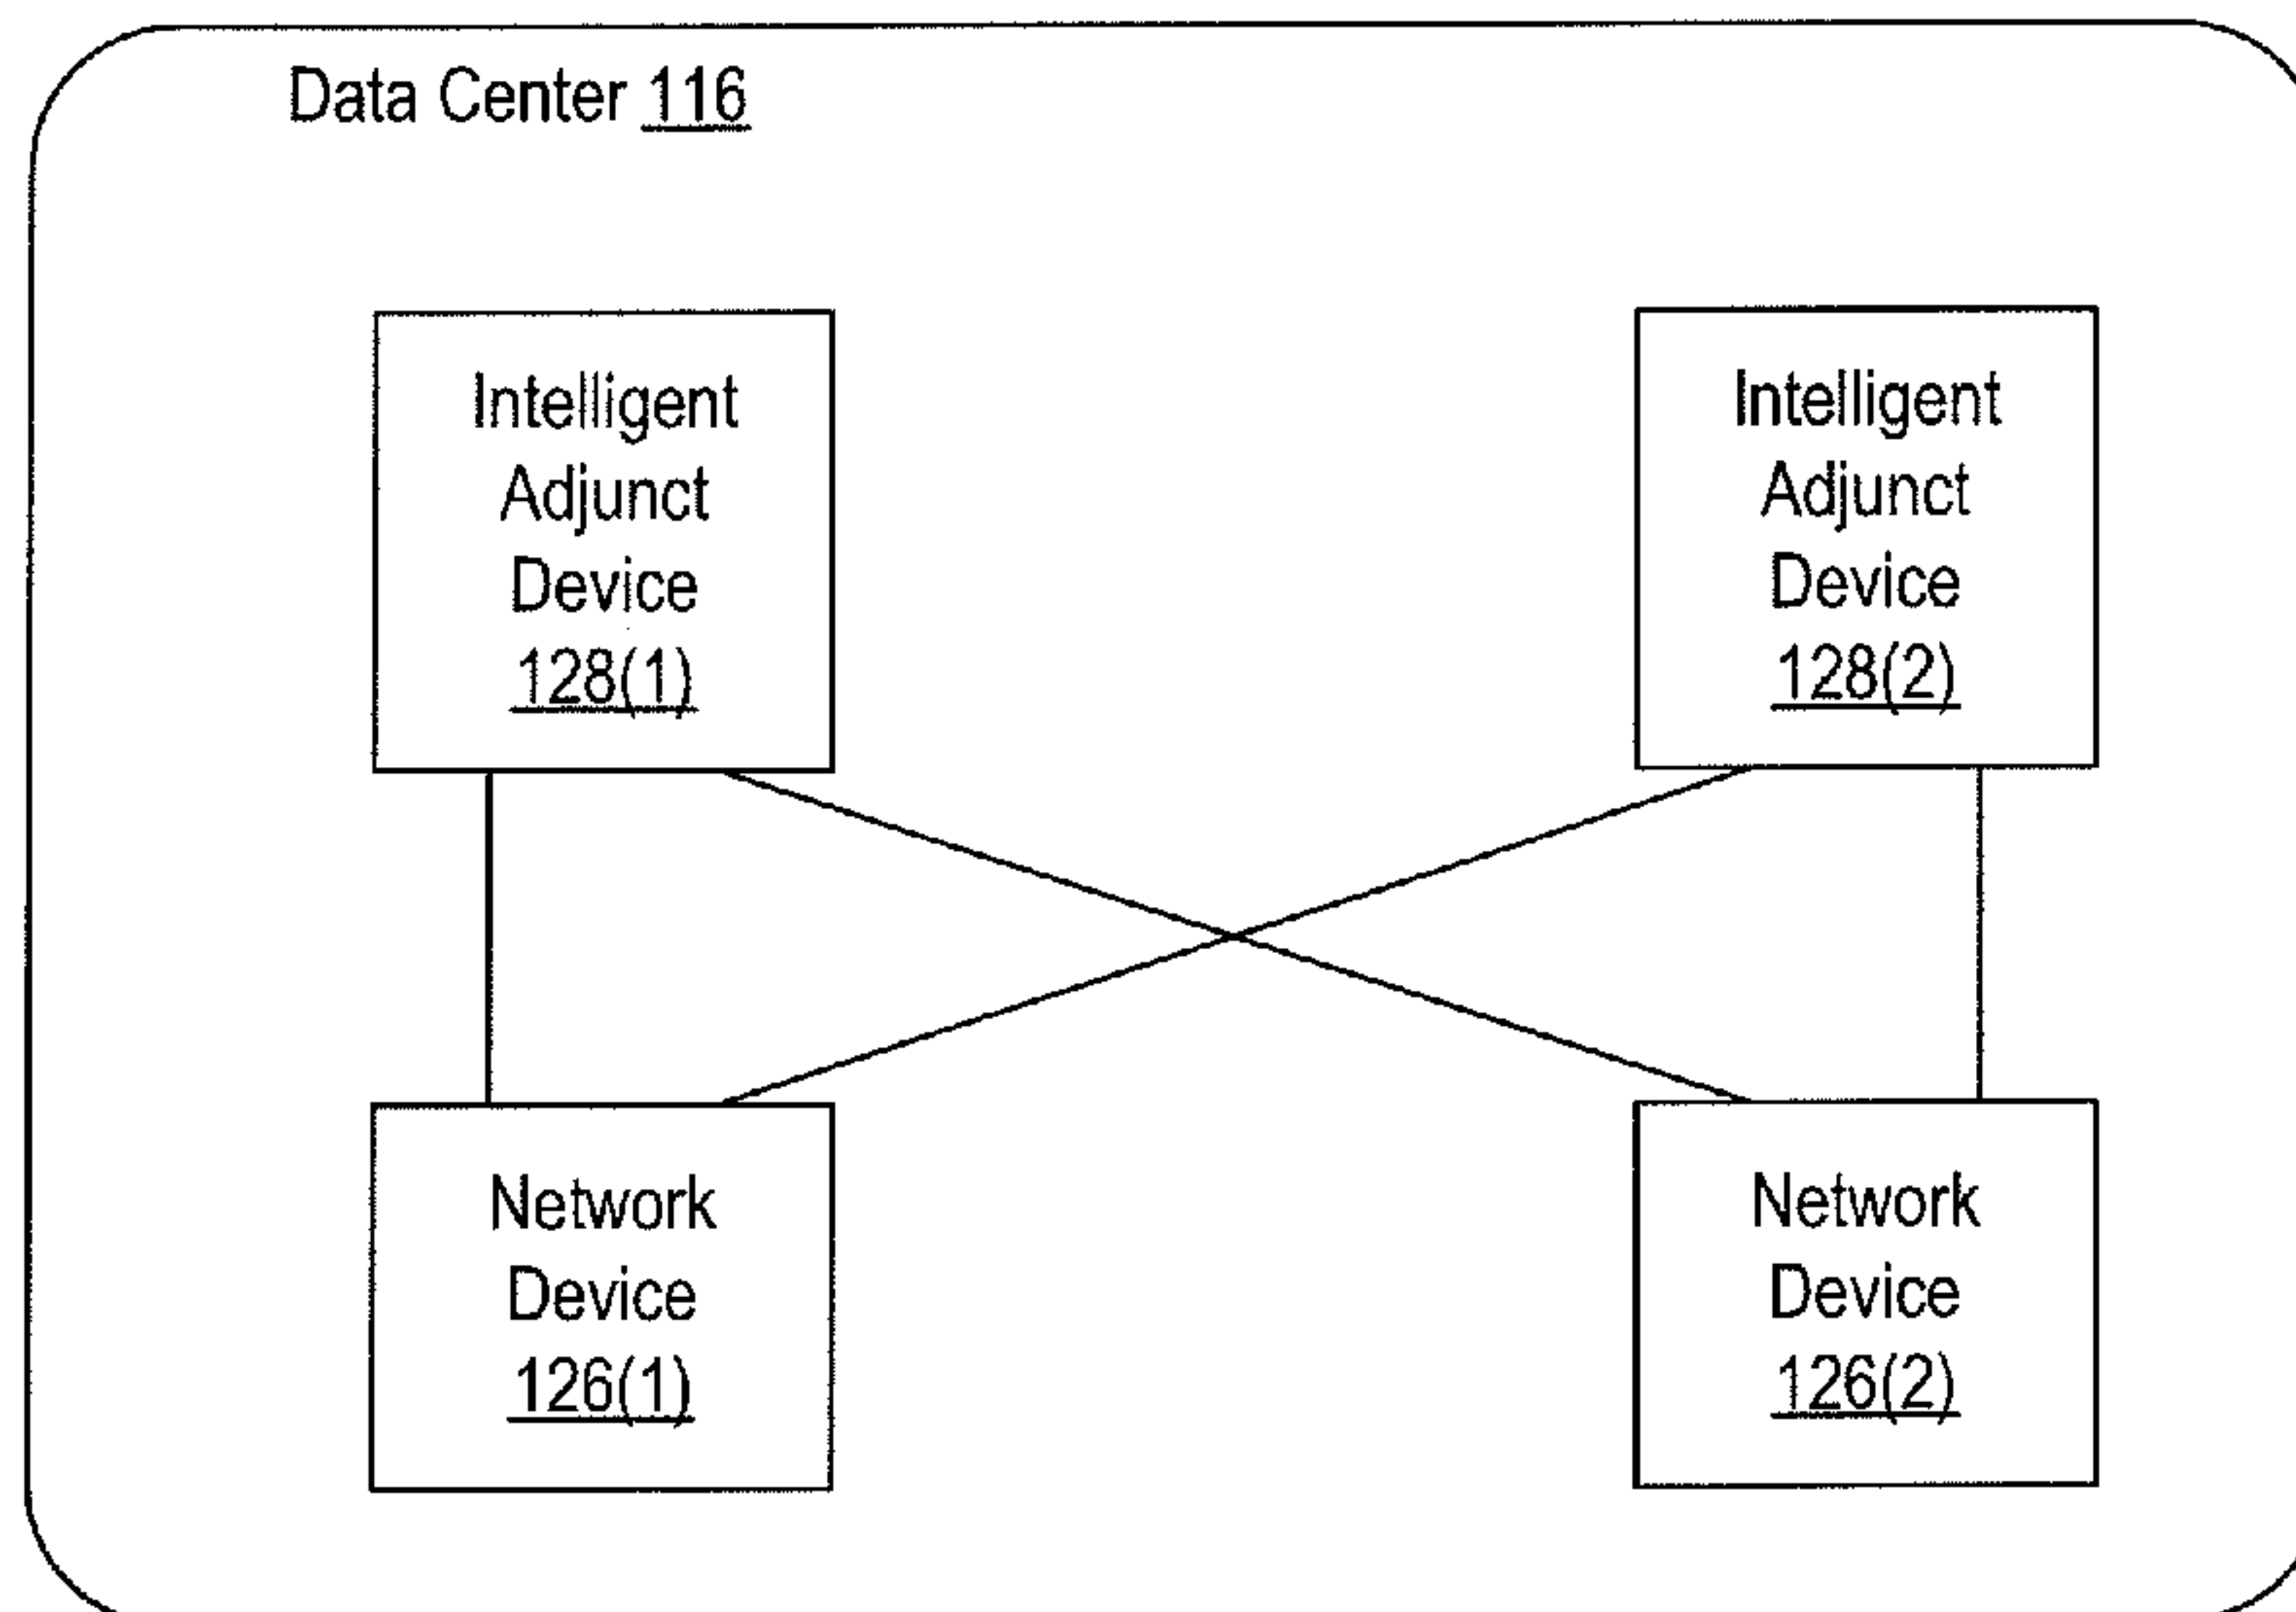 Data Center 116
Intelligent
Adjunct
Device
128(1)
Intelligent
Adjunct
Device
128(2)
Network
Device
126(1)
Network
Device
126(2)